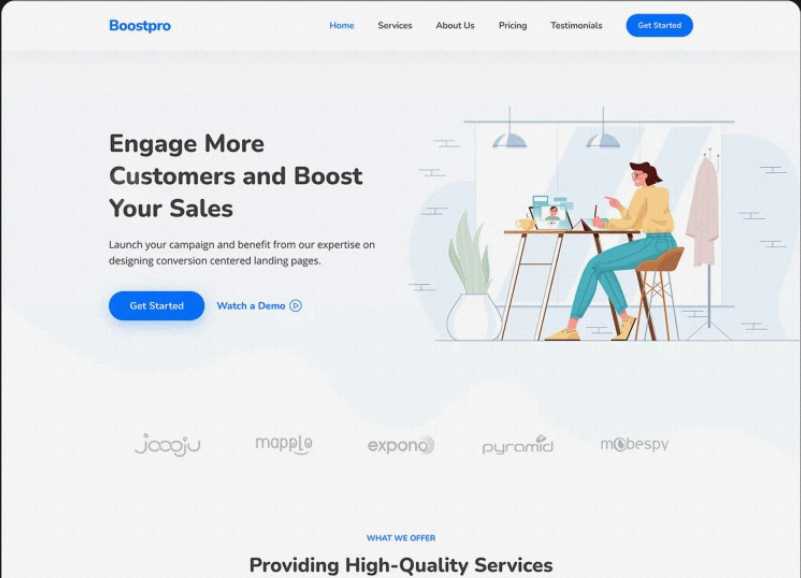 Boostpro
Home Services About Us Pricing Testimonials Get Started
Engage More
Customers and Boost
Your Sales
Launch your campaign and benefit from our expertise on
designing conversion centered landing pages.
Get Started Watch a Demo
joooju mapplo expono pyramid mobespy
WHAT WE OFFER
Providing High-Quality Services